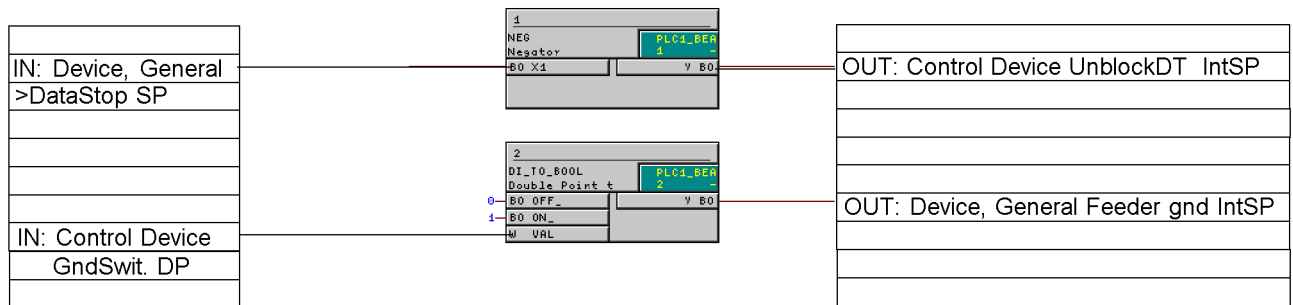 IN: Device, General
>DataStop SP
IN: Control Device
GndSwit. DP
1
NEG
Negator
PLC1_BEA
1 -
BO X1
Y BO
2
DI_TO_BOOL
Double Point t
PLC1_BEA
2 -
0
BO OFF_
Y BO
1
BO ON_
W VAL
OUT: Control Device UnblockDT IntSP
OUT: Device, General Feeder gnd IntSP